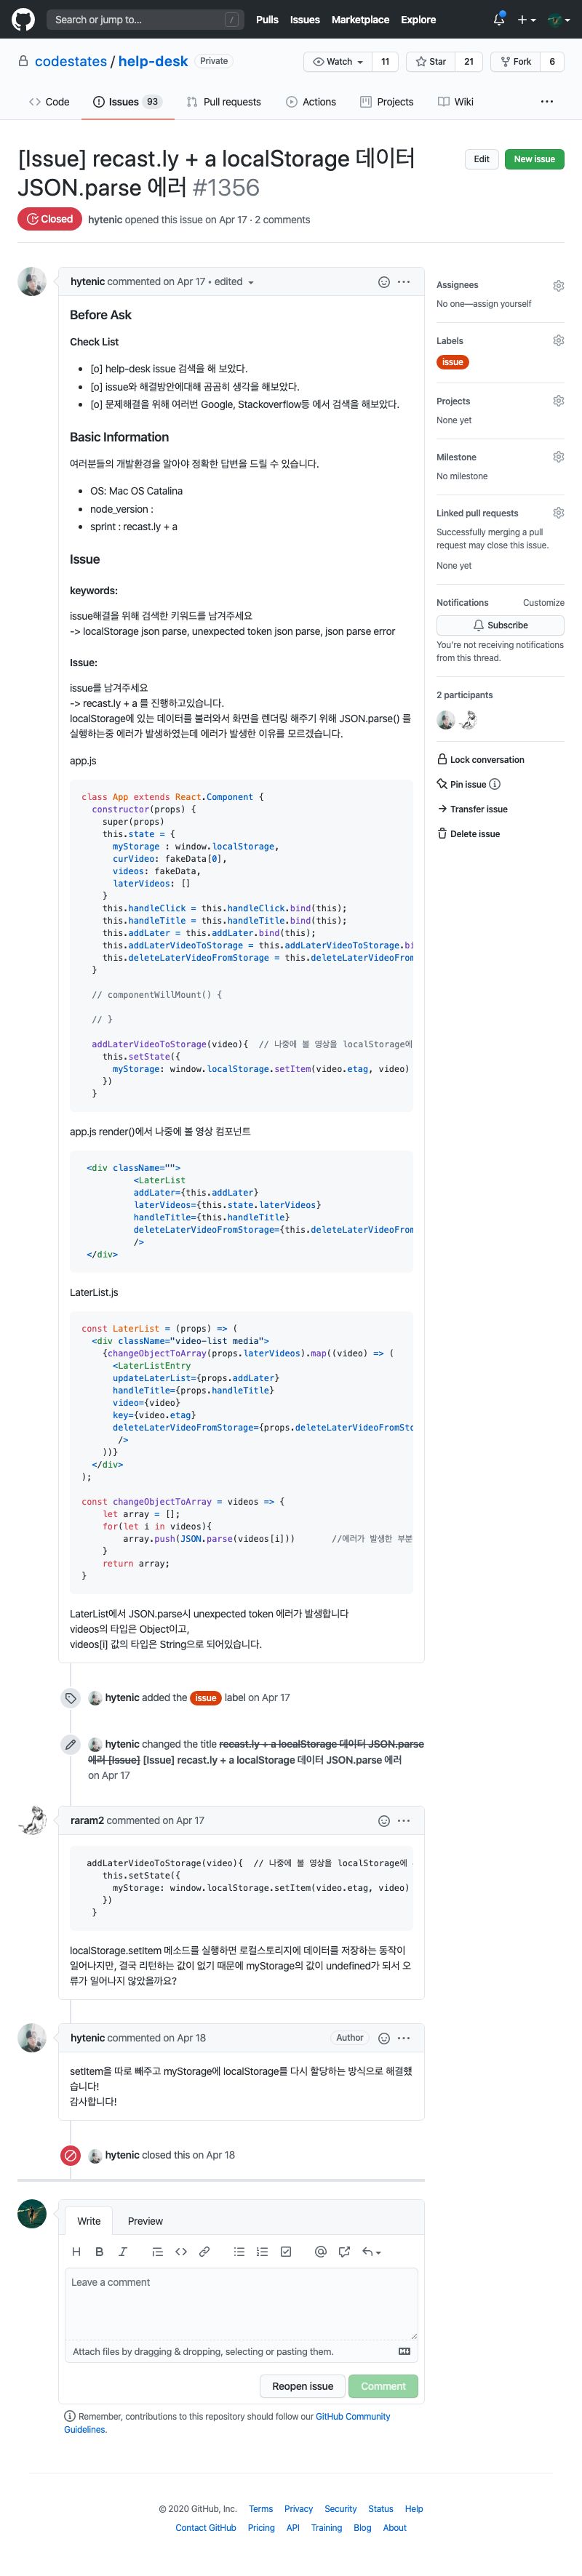 Search or jump to...
/
Pulls Issues Marketplace Explore
codestates / help-desk Private
Watch 11
Star 21
Fork 6
Code
Issues 93
Pull requests
Actions
Projects
Wiki
[Issue] recast.ly + a localStorage 데이터
JSON.parse 에러 #1356
Edit
New issue
Closed
hytenic opened this issue on Apr 17 · 2 comments
hytenic commented on Apr 17 • edited
Before Ask
Check List
[o] help-desk issue 검색을 해 보았다.
[o] issue와 해결방안에대해 곰곰히 생각을 해보았다.
[o] 문제해결을 위해 여러번 Google, Stackoverflow등 에서 검색을 해보았다.
Basic Information
여러분들의 개발환경을 알아야 정확한 답변을 드릴 수 있습니다.
OS: Mac OS Catalina
node_version :
sprint : recast.ly + a
Issue
keywords:
issue해결을 위해 검색한 키워드를 남겨주세요
-> localStorage json parse, unexpected token json parse, json parse error
Issue:
issue를 남겨주세요
-> recast.ly + a 를 진행하고있습니다.
localStorage에 있는 데이터를 불러와서 화면을 렌더링 해주기 위해 JSON.parse() 를
실행하는중 에러가 발생하였는데 에러가 발생한 이유를 모르겠습니다.
app.js
class App extends React.Component {
constructor(props) {
super(props)
this.state = {
myStorage : window.localStorage,
curVideo: fakeData[0],
videos: fakeData,
laterVideos: []
}
this.handleClick = this.handleClick.bind(this);
this.handleTitle = this.handleTitle.bind(this);
this.addLater = this.addLater.bind(this);
this.addLaterVideoToStorage = this.addLaterVideoToStorage.bi
this.deleteLaterVideoFromStorage = this.deleteLaterVideoFrom
}
// componentWillMount() {
// }
addLaterVideoToStorage(video){ // 나중에 볼 영상을 localStorage에
this.setState({
myStorage: window.localStorage.setItem(video.etag, video)
})
}
app.js render()에서 나중에 볼 영상 컴포넌트
<div className="">
<LaterList
addLater={this.addLater}
laterVideos={this.state.laterVideos}
handleTitle={this.handleTitle}
deleteLaterVideoFromStorage={this.deleteLaterVideoFrom
/>
</div>
LaterList.js
const LaterList = (props) => (
<div className="video-list media">
{changeObjectToArray(props.laterVideos).map((video) => (
<LaterListEntry
updateLaterList={props.addLater}
handleTitle={props.handleTitle}
video={video}
key={video.etag}
deleteLaterVideoFromStorage={props.deleteLaterVideoFromSto
/>
))}
</div>
);
const changeObjectToArray = videos => {
let array = [];
for(let i in videos){
array.push(JSON.parse(videos[i])) //에러가 발생한 부분
}
return array;
}
LaterList에서 JSON.parse시 unexpected token 에러가 발생합니다
videos의 타입은 Object이고,
videos[i] 값의 타입은 String으로 되어있습니다.
hytenic added the issue label on Apr 17
hytenic changed the title recast.ly + a localStorage 데이터 JSON.parse
에러 [Issue] [Issue] recast.ly + a localStorage 데이터 JSON.parse 에러
on Apr 17
raram2 commented on Apr 17
addLaterVideoToStorage(video){ // 나중에 볼 영상을 localStorage에
this.setState({
myStorage: window.localStorage.setItem(video.etag, video)
})
}
localStorage.setItem 메소드를 실행하면 로컬스토리지에 데이터를 저장하는 동작이
일어나지만, 결국 리턴하는 값이 없기 때문에 myStorage의 값이 undefined가 되서 오
류가 일어나지 않았을까요?
hytenic commented on Apr 18
Author
setItem을 따로 빼주고 myStorage에 localStorage를 다시 할당하는 방식으로 해결했
습니다!
감사합니다!
hytenic closed this on Apr 18
Write
Preview
H B I
Leave a comment
Attach files by dragging & dropping, selecting or pasting them.
Reopen issue
Comment
Remember, contributions to this repository should follow our GitHub Community
Guidelines.
Assignees
No one—assign yourself
Labels
issue
Projects
None yet
Milestone
No milestone
Linked pull requests
Successfully merging a pull
request may close this issue.
None yet
Notifications Customize
Subscribe
You're not receiving notifications
from this thread.
2 participants
Lock conversation
Pin issue
Transfer issue
Delete issue
© 2020 GitHub, Inc. Terms Privacy Security Status Help
Contact GitHub Pricing API Training Blog About